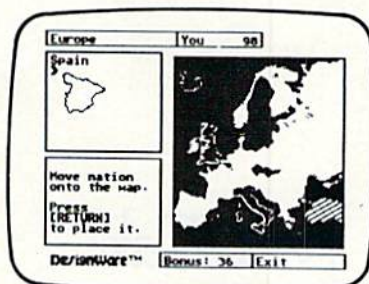 Europe
You 98
Spain
Move nation
onto the map.
Press
[RETURN]
to place it.
DesignWare™
Bonus: 36
Exit